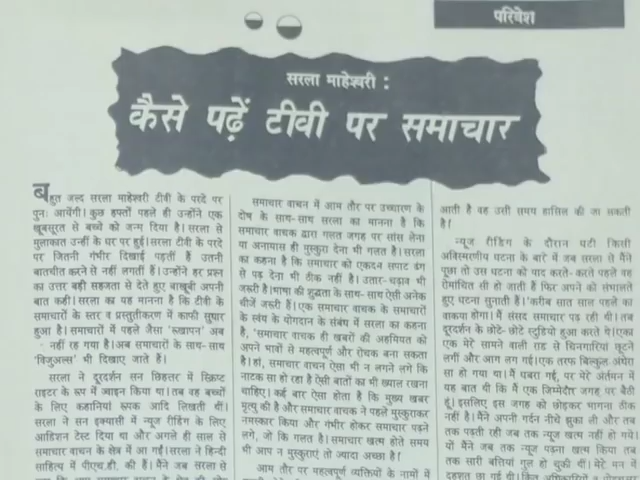 परिवेश
सरला माहेश्वरी :
कैसे पढ़ें टीवी पर समाचार
बहुत जल्द सरला माहेश्वरी टीवी के परदे पर
पुनः आयेंगी। कुछ हफ्तों पहले ही उन्होंने एक
खूबसूरत से बच्चे को जन्म दिया है। सरला से
मुलाकात उन्हीं के घर पर हुई। सरला टीवी के परदे
पर जितनी गंभीर दिखाई पड़ती हैं उतनी
बातचीत करने से नहीं लगतीं हैं। उन्होंने हर प्रश्न
का उत्तर बड़ी सहजता से देते हुए बाखूबी अपनी
बात कही। सरला का यह मानना है कि टीवी के
समाचारों के स्तर व प्रस्तुतीकरण में काफी सुधार
हुआ है। समाचारों में पहले जैसा 'रूखापन' अब
नहीं रह गया है। अब समाचारों के साथ-साथ
'विजुअल्स' भी दिखाए जाते हैं।
सरला ने दूरदर्शन सन छिहत्तर में स्क्रिप्ट
राइटर के रूप में ज्वाइन किया था। तब वह बच्चों
के लिए कहानियां रूपक आदि लिखती थीं।
सरला ने सन इक्यासी में न्यूज रीडिंग के लिए
आडिशन टेस्ट दिया था और अगले ही साल से
समाचार वाचन के क्षेत्र में आ गईं। सरला ने हिन्दी
साहित्य में पीएच.डी. की हैं। मैंने जब सरला से
समाचार वाचन में आम तौर पर उच्चारण के
दोष के साथ-साथ सरला का मानना है कि
समाचार वाचक द्वारा गलत जगह पर सांस लेना
या अनायास ही मुस्कुरा देना भी गलत है। सरला
का कहना है कि समाचार को एकदम सपाट ढंग
से पढ़ देना भी ठीक नहीं है। उतार-चढ़ाव भी
जरूरी है। भाषा की शुद्धता के साथ-साथ ऐसी अनेक
चीजें जरूरी हैं। एक समाचार वाचक के समाचारों
के स्वंय के योगदान के संबंध में सरला का कहना
है, 'समाचार वाचक ही खबरों की अहमियत को
अपने भावों से महत्वपूर्ण और रोचक बना सकता
है। हां, समाचार वाचन ऐसा भी न लगने लगे कि
नाटक सा हो रहा है ऐसी बातों का भी ख्याल रखना
चाहिए। कई बार ऐसा होता है कि मुख्य खबर
मृत्यु की है और समाचार वाचक ने पहले मुस्कुराकर
नमस्कार किया और गंभीर होकर समाचार पढ़ने
लगे, जो कि गलत है। समाचार खत्म होते समय
भी आप न मुस्कुराएं तो ज्यादा अच्छा है।
आम तौर पर महत्वपूर्ण व्यक्तियों के नामों में
आती है वह उसी समय हासिल की जा सकती
है।
न्यूज रीडिंग के दौरान घटी किसी
अविस्मरणीय घटना के बारे में जब सरला से मैंने
पूछा तो उस घटना को याद करते- करते पहले वह
रोमांचित सी हो जाती हैं फिर अपने को संभालते
हुए घटना सुनाती हैं। 'करीब सात साल पहले का
वाकया होगा। मैं संसद समाचार पढ़ रही थी। तब
दूरदर्शन के छोटे-छोटे स्टुडियो हुआ करते थे। एका
एक मेरे सामने वाली राड से चिनगारियां फूटने
लगीं और आग लग गई। एक तरफ बिल्कुल अंधेरा
सा हो गया था। मैं घबरा गई, पर मेरे अंर्तमन में
यह बात थी कि मैं एक जिम्मेदार जगह पर बैठी
हूं। इसलिए इस जगह को छोड़कर भागना ठीक
नहीं है। मैंने अपनी गर्दन नीचे झुका ली और तब
तक पढ़ती रही जब तक न्यूज खत्म नहीं हो गयी।
यों मैंने जब तक न्यूज पढ़ना खत्म किया तब
तक सारी बत्तियां गुल हो चुकी थीं। मेरे मन में